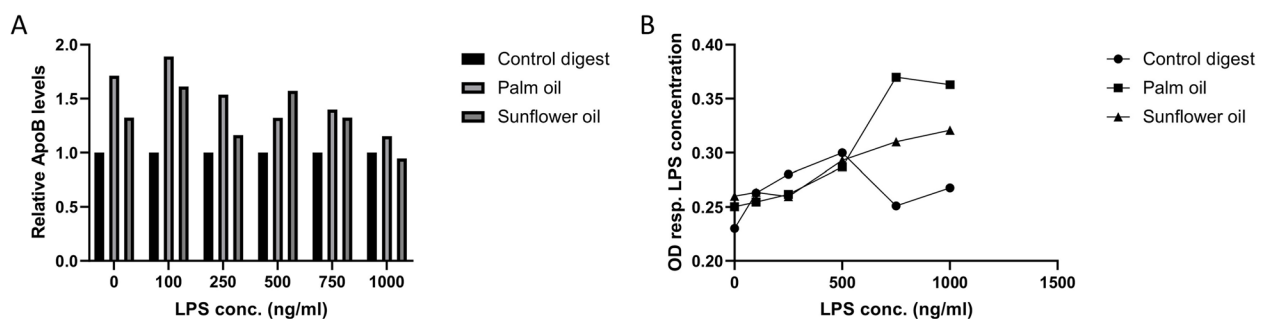 A
Relative ApoB levels
2.0
1.5
1.0
0.5
0.0
0 100 250 500 750 1000
LPS conc. (ng/ml)
Control digest
Palm oil
Sunflower oil
B
OD resp. LPS concentration
0.40
0.35
0.30
0.25
0.20
0 500 1000 1500
LPS conc. (ng/ml)
Control digest
Palm oil
Sunflower oil